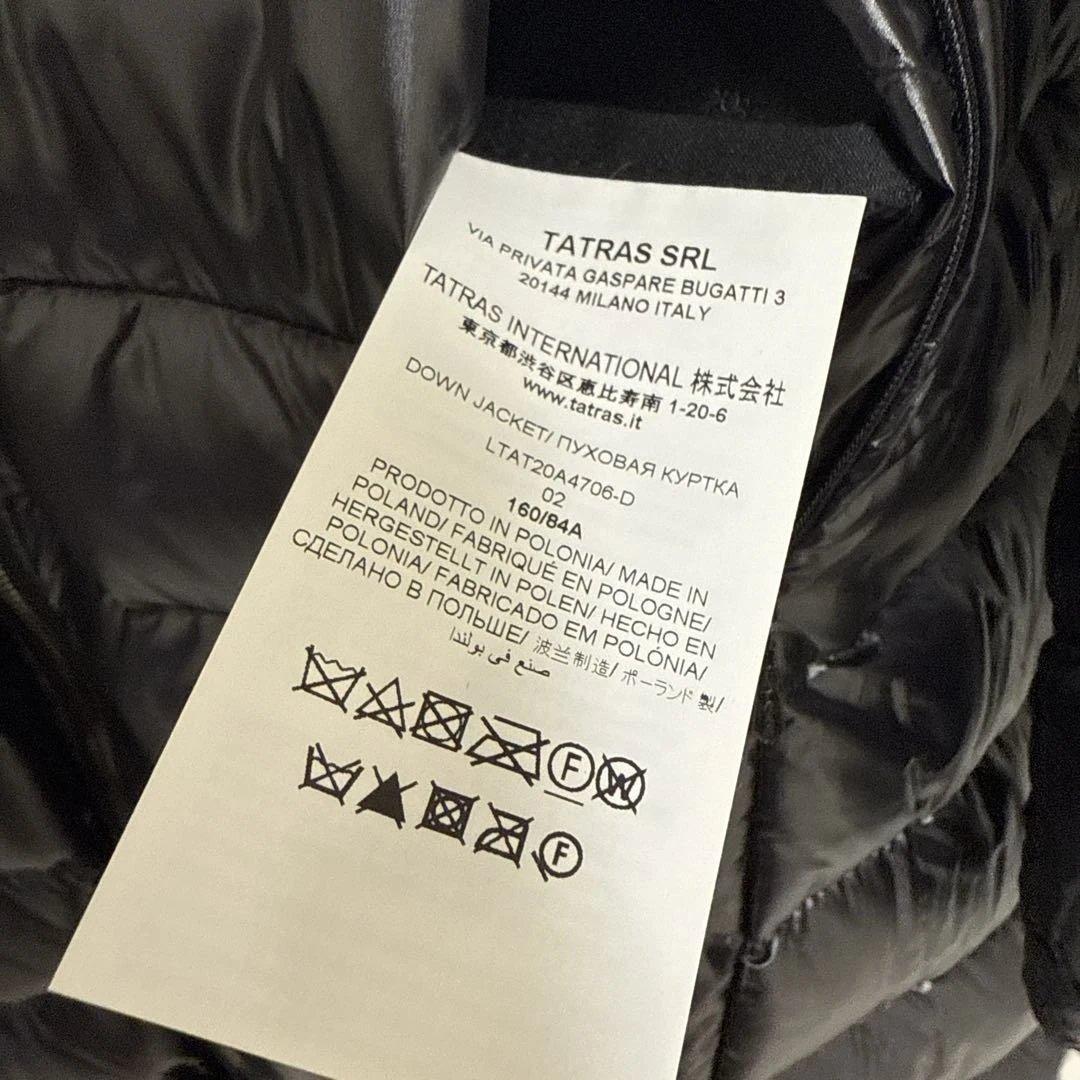 TATRAS SRL
VIA PRIVATA GASPARE BUGATTI 3
20144 MILANO ITALY
TATRAS INTERNATIONAL 株式会社
東京都渋谷区恵比寿南 1-20-6
www.tatras.it
DOWN JACKET/ ПУХОВАЯ КУРТКА
LTAT20A4706-D
02
160/84A
PRODOTTO IN POLONIA/ MADE IN
POLAND/ FABRIQUÉ EN POLOGNE/
HERGESTELLT IN POLEN/ HECHO EN
POLONIA/ FABRICADO EM POLÓNIA/
СДЕЛАНО В ПОЛЬШЕ/ 波兰制造/ ポーランド 製/
صنع في بولندا
F W
F